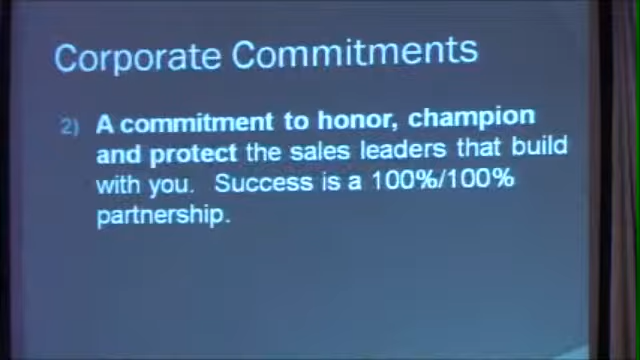 Corporate Commitments
2) A commitment to honor, champion
and protect the sales leaders that build
with you. Success is a 100%/100%
partnership.